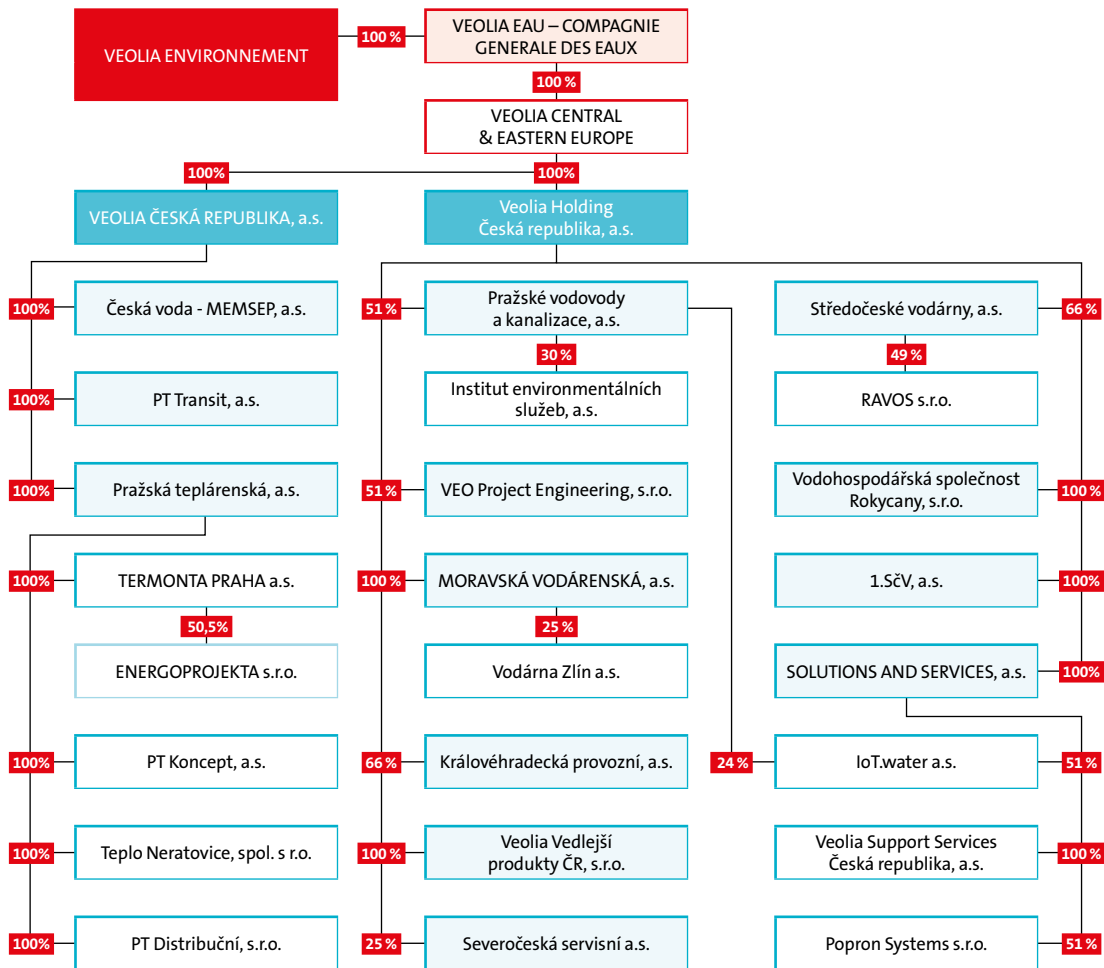 VEOLIA ENVIRONNEMENT
100 %
VEOLIA EAU – COMPAGNIE
GENERALE DES EAUX
100 %
VEOLIA CENTRAL
& EASTERN EUROPE
100%
100%
VEOLIA ČESKÁ REPUBLIKA, a.s.
Veolia Holding
Česká republika, a.s.
100%
Česká voda - MEMSEP, a.s.
51 %
Pražské vodovody
a kanalizace, a.s.
Středočeské vodárny, a.s.
66 %
30 %
49 %
100%
PT Transit, a.s.
Institut environmentálních
služeb, a.s.
RAVOS s.r.o.
100%
Pražská teplárenská, a.s.
51 %
VEO Project Engineering, s.r.o.
Vodohospodářská společnost
Rokycany, s.r.o.
100 %
100%
TERMONTA PRAHA a.s.
100 %
MORAVSKÁ VODÁRENSKÁ, a.s.
1.SčV, a.s.
100%
50,5%
25 %
ENERGOPROJEKTA s.r.o.
Vodárna Zlín a.s.
SOLUTIONS AND SERVICES, a.s.
100%
100%
PT Koncept, a.s.
66 %
Královéhradecká provozní, a.s.
24 %
IoT.water a.s.
51 %
100%
Teplo Neratovice, spol. s r.o.
100 %
Veolia Vedlejší
produkty ČR, s.r.o.
Veolia Support Services
Česká republika, a.s.
100 %
100%
PT Distribuční, s.r.o.
25 %
Severočeská servisní a.s.
Popron Systems s.r.o.
51 %